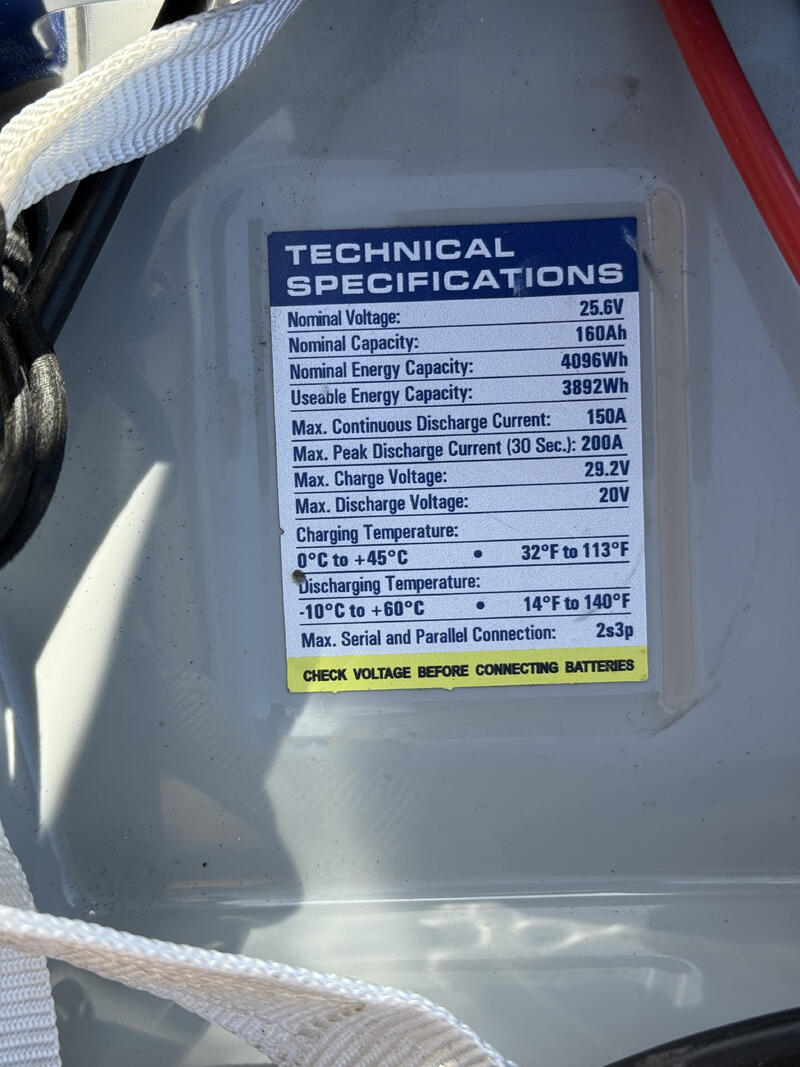 TECHNICAL
SPECIFICATIONS
Nominal Voltage: 25.6V
Nominal Capacity: 160Ah
Nominal Energy Capacity: 4096Wh
Useable Energy Capacity: 3892Wh
Max. Continuous Discharge Current: 150A
Max. Peak Discharge Current (30 Sec.): 200A
Max. Charge Voltage: 29.2V
Max. Discharge Voltage: 20V
Charging Temperature:
0°C to +45°C • 32°F to 113°F
Discharging Temperature:
-10°C to +60°C • 14°F to 140°F
Max. Serial and Parallel Connection: 2s3p
CHECK VOLTAGE BEFORE CONNECTING BATTERIES